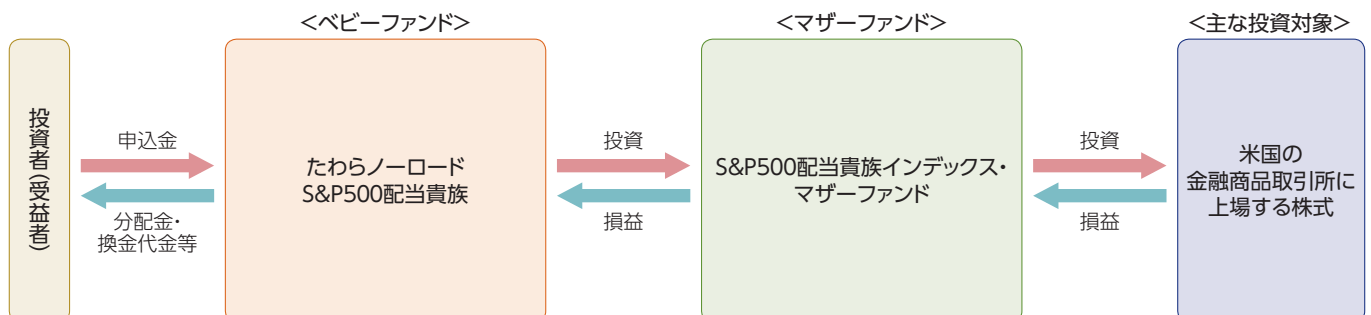 <ベビーファンド>
<マザーファンド>
<主な投資対象>
投資者(受益者)
申込金
分配金・
換金代金等
たわらノーロード
S&P500配当貴族
投資
損益
S&P500配当貴族インデックス・
マザーファンド
投資
損益
米国の
金融商品取引所に
上場する株式